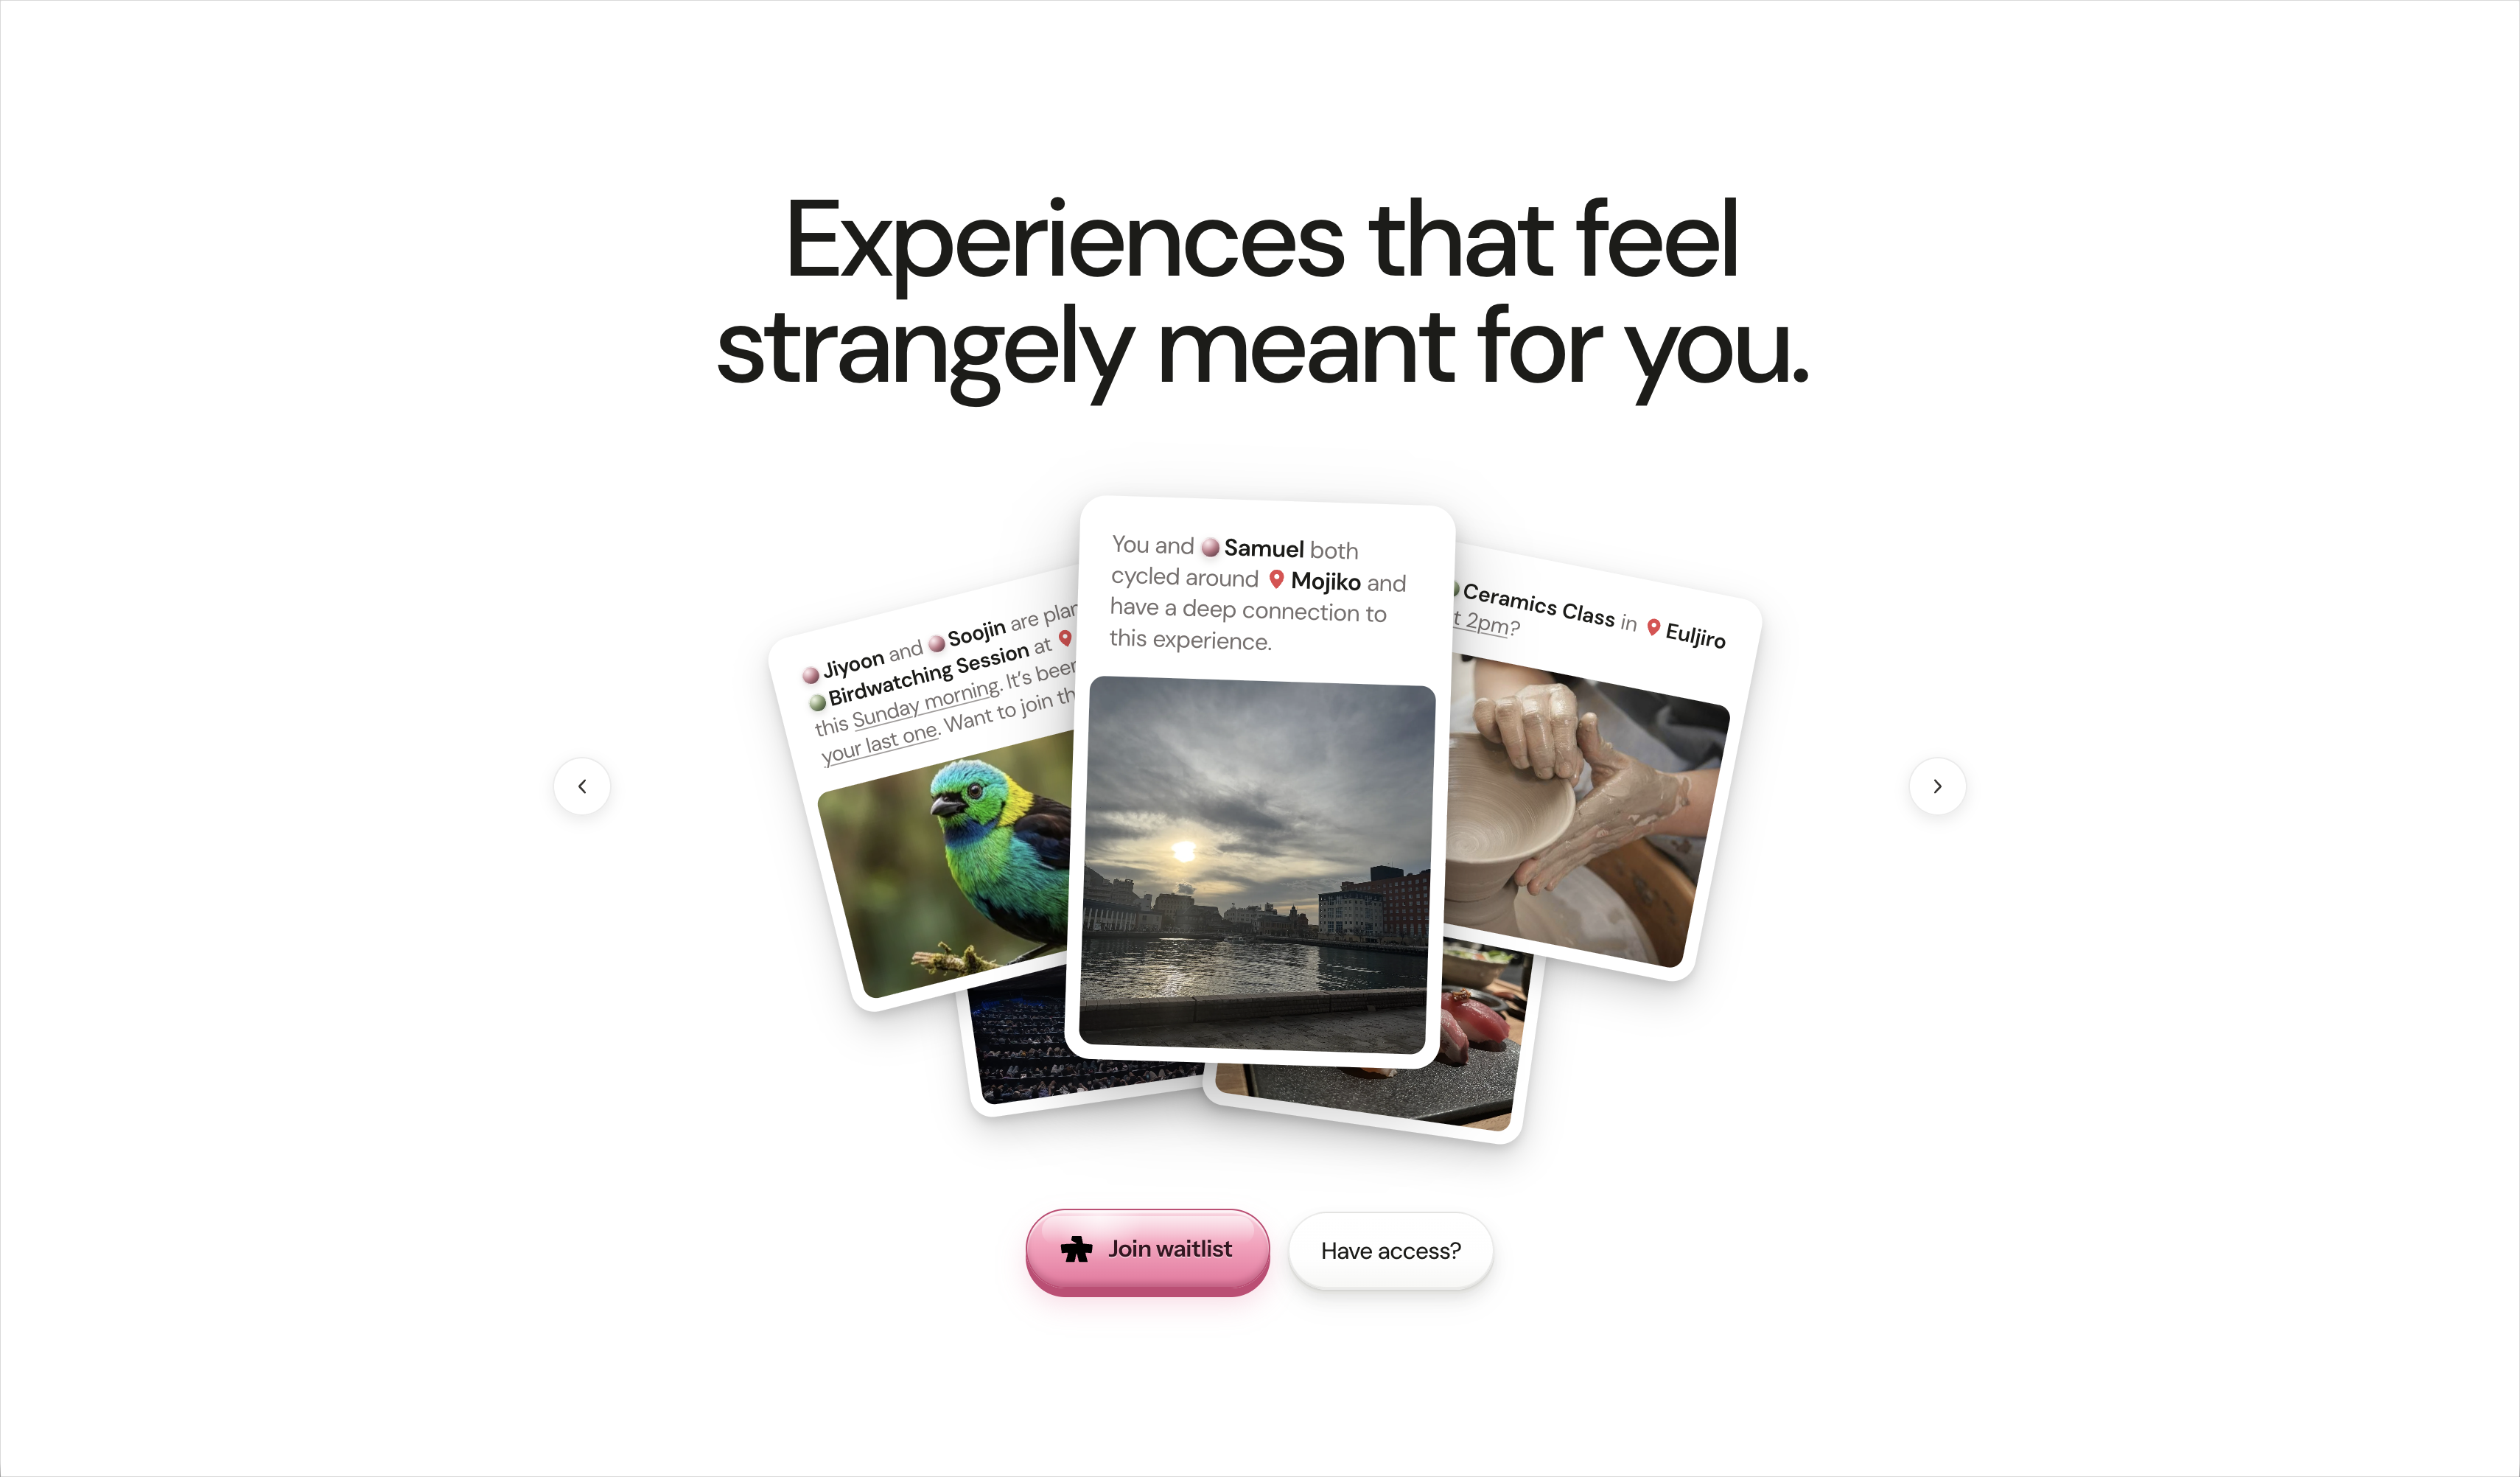 Experiences that feel
strangely meant for you.
Jiyoon and Soojin are
Birdwatching Session at
this Sunday morning. It's been
your last one. Want to join
You and Samuel both
cycled around Mojiko and
have a deep connection to
this experience.
Ceramics Class in Euljiro
2pm?
Join waitlist
Have access?